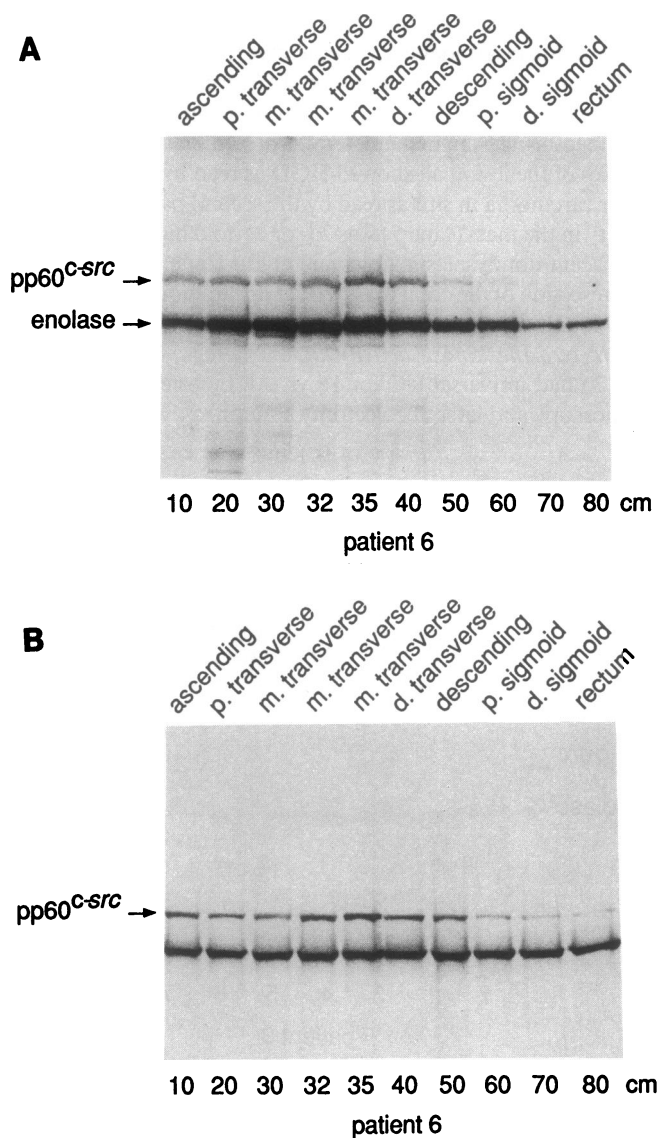 A
ascending
p. transverse
m. transverse
m. transverse
m. transverse
d. transverse
descending
p. sigmoid
d. sigmoid
rectum
pp60c-src
enolase
10 20 30 32 35 40 50 60 70 80 cm
patient 6
B
ascending
p. transverse
m. transverse
m. transverse
m. transverse
d. transverse
descending
p. sigmoid
d. sigmoid
rectum
pp60c-src
10 20 30 32 35 40 50 60 70 80 cm
patient 6